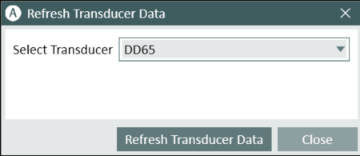 A Refresh Transducer Data
Select Transducer DD65
Refresh Transducer Data Close